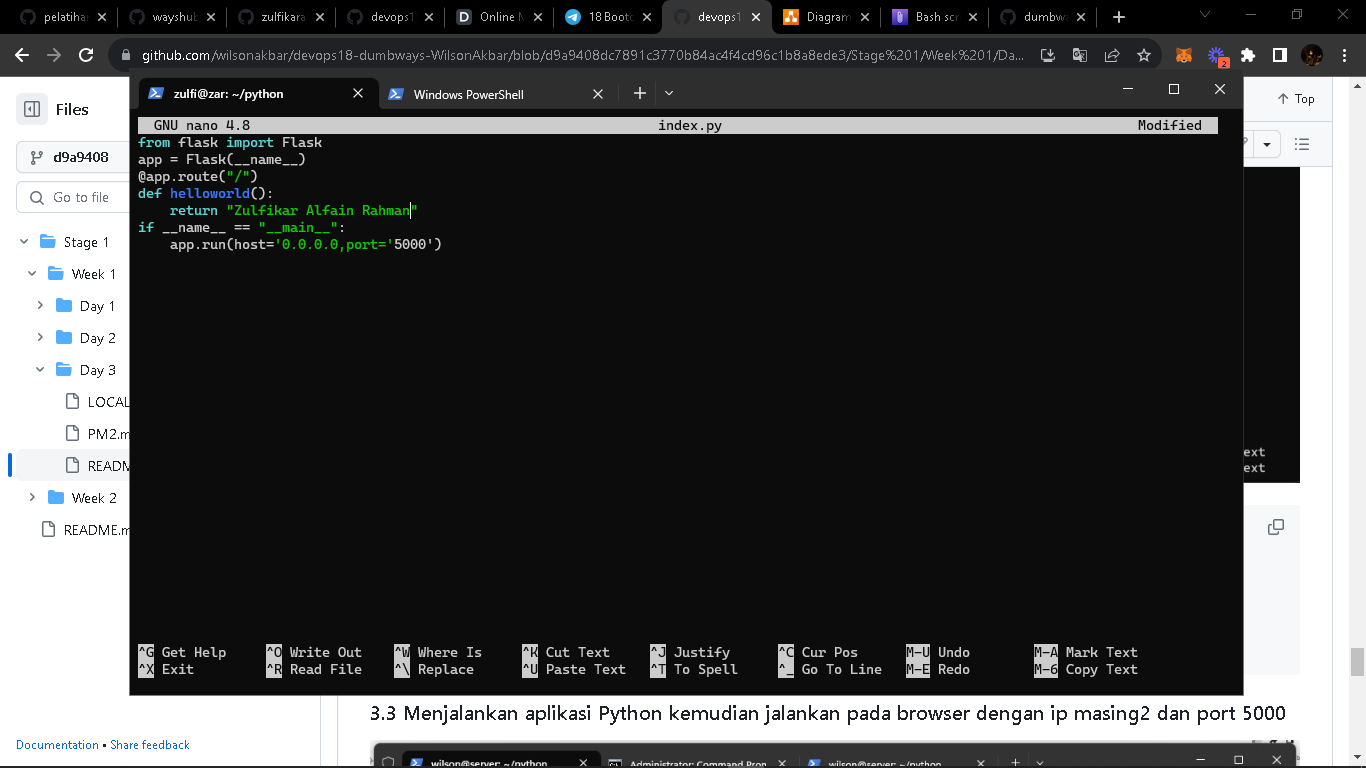 pelatihar
wayshub
zulfikara
devops1
Online M
18 Bootc
devops1
Diagram
Bash scr
dumbwa
github.com/wilsonakbar/devops18-dumbways-WilsonAkbar/blob/d9a9408dc7891c3770b84ac4f4cd96c1b8a8ede3/Stage%201/Week%201/Da...
2
Files
Top
d9a9408
Go to file
Stage 1
Week 1
Day 1
Day 2
Day 3
LOCAL
PM2.m
READM
Week 2
README.m
zulfi@zar: ~/python
Windows PowerShell
GNU nano 4.8 index.py Modified
from flask import Flask
app = Flask(__name__)
@app.route("/")
def helloworld():
    return "Zulfikar Alfain Rahman"
if __name__ == "__main__":
    app.run(host='0.0.0.0,port='5000')
^G Get Help ^O Write Out ^W Where Is ^K Cut Text ^J Justify ^C Cur Pos M-U Undo M-A Mark Text
^X Exit ^R Read File ^\ Replace ^U Paste Text ^T To Spell ^_ Go To Line M-E Redo M-6 Copy Text
ext
ext
3.3 Menjalankan aplikasi Python kemudian jalankan pada browser dengan ip masing2 dan port 5000
Documentation • Share feedback
wilson@server: ~/python
Administrator: Command Prom
wilson@server: ~/python